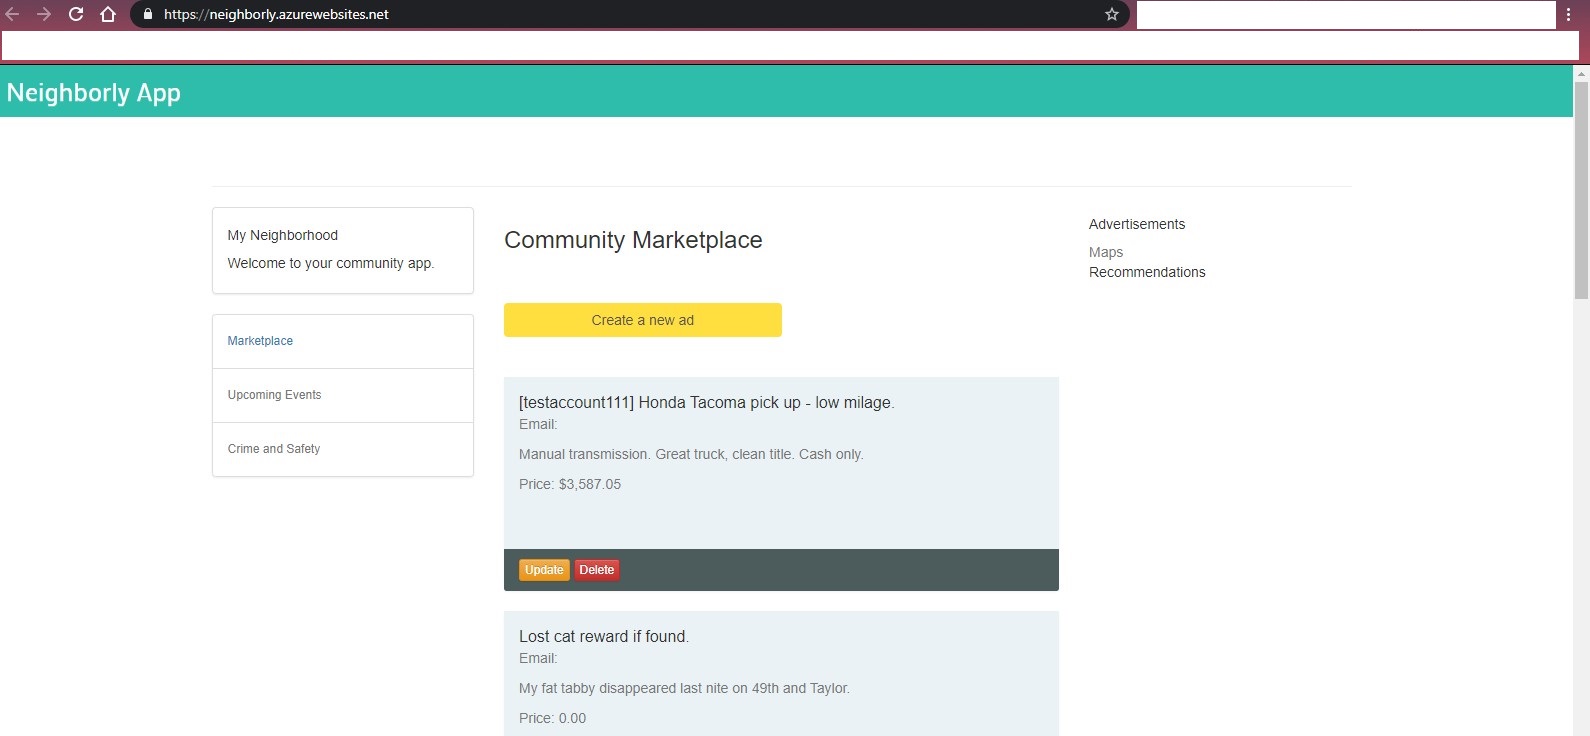 https://neighborly.azurewebsites.net
Neighborly App
My Neighborhood
Welcome to your community app.
Marketplace
Upcoming Events
Crime and Safety
Community Marketplace
Create a new ad
[testaccount111] Honda Tacoma pick up - low milage.
Email:
Manual transmission. Great truck, clean title. Cash only.
Price: $3,587.05
Update Delete
Lost cat reward if found.
Email:
My fat tabby disappeared last nite on 49th and Taylor.
Price: 0.00
Advertisements
Maps
Recommendations